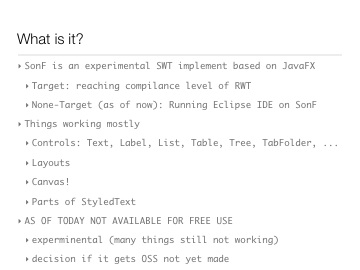 What is it?
SonF is an experimental SWT implement based on JavaFX
Target: reaching compilance level of RWT
None-Target (as of now): Running Eclipse IDE on SonF
Things working mostly
Controls: Text, Label, List, Table, Tree, TabFolder, ...
Layouts
Canvas!
Parts of StyledText
AS OF TODAY NOT AVAILABLE FOR FREE USE
experminental (many things still not working)
decision if it gets OSS not yet made